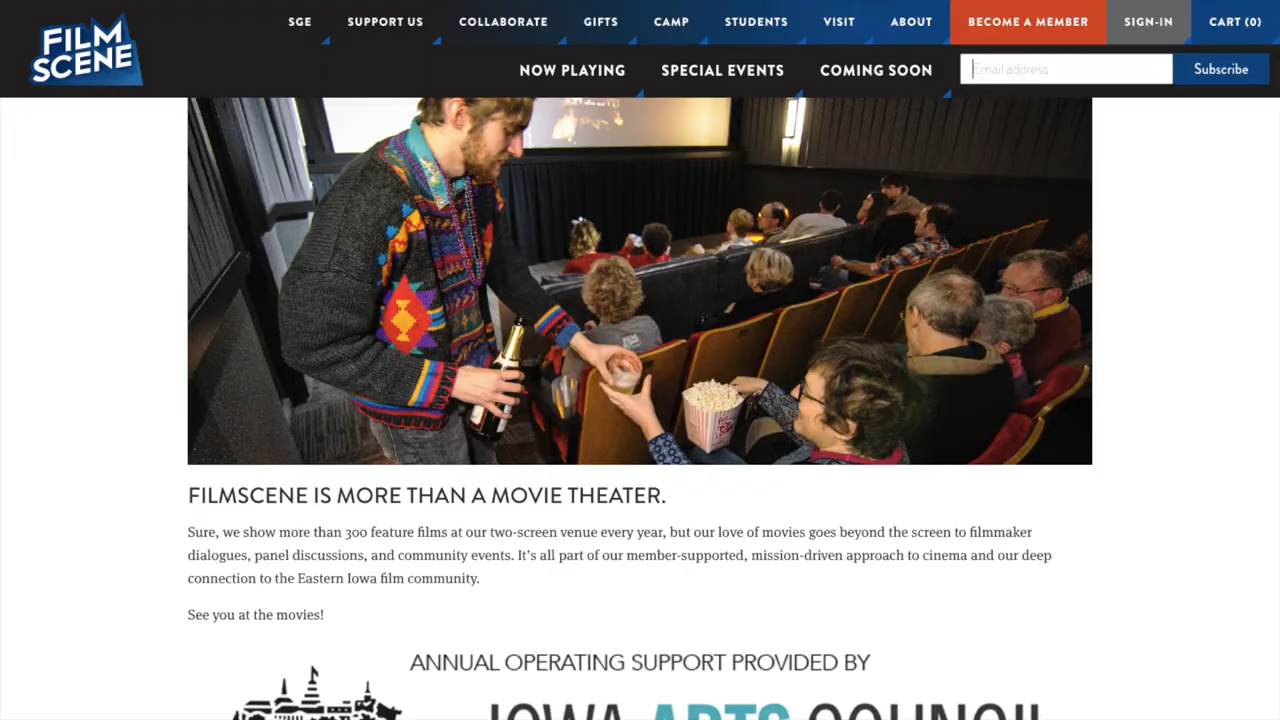 FILM
SCENE
SGE SUPPORT US COLLABORATE GIFTS CAMP STUDENTS VISIT ABOUT BECOME A MEMBER SIGN-IN CART (0)
NOW PLAYING SPECIAL EVENTS COMING SOON Email address Subscribe
FILMSCENE IS MORE THAN A MOVIE THEATER.
Sure, we show more than 300 feature films at our two-screen venue every year, but our love of movies goes beyond the screen to filmmaker
dialogues, panel discussions, and community events. It's all part of our member-supported, mission-driven approach to cinema and our deep
connection to the Eastern Iowa film community.
See you at the movies!
ANNUAL OPERATING SUPPORT PROVIDED BY
IOWA ARTS COUNCIL